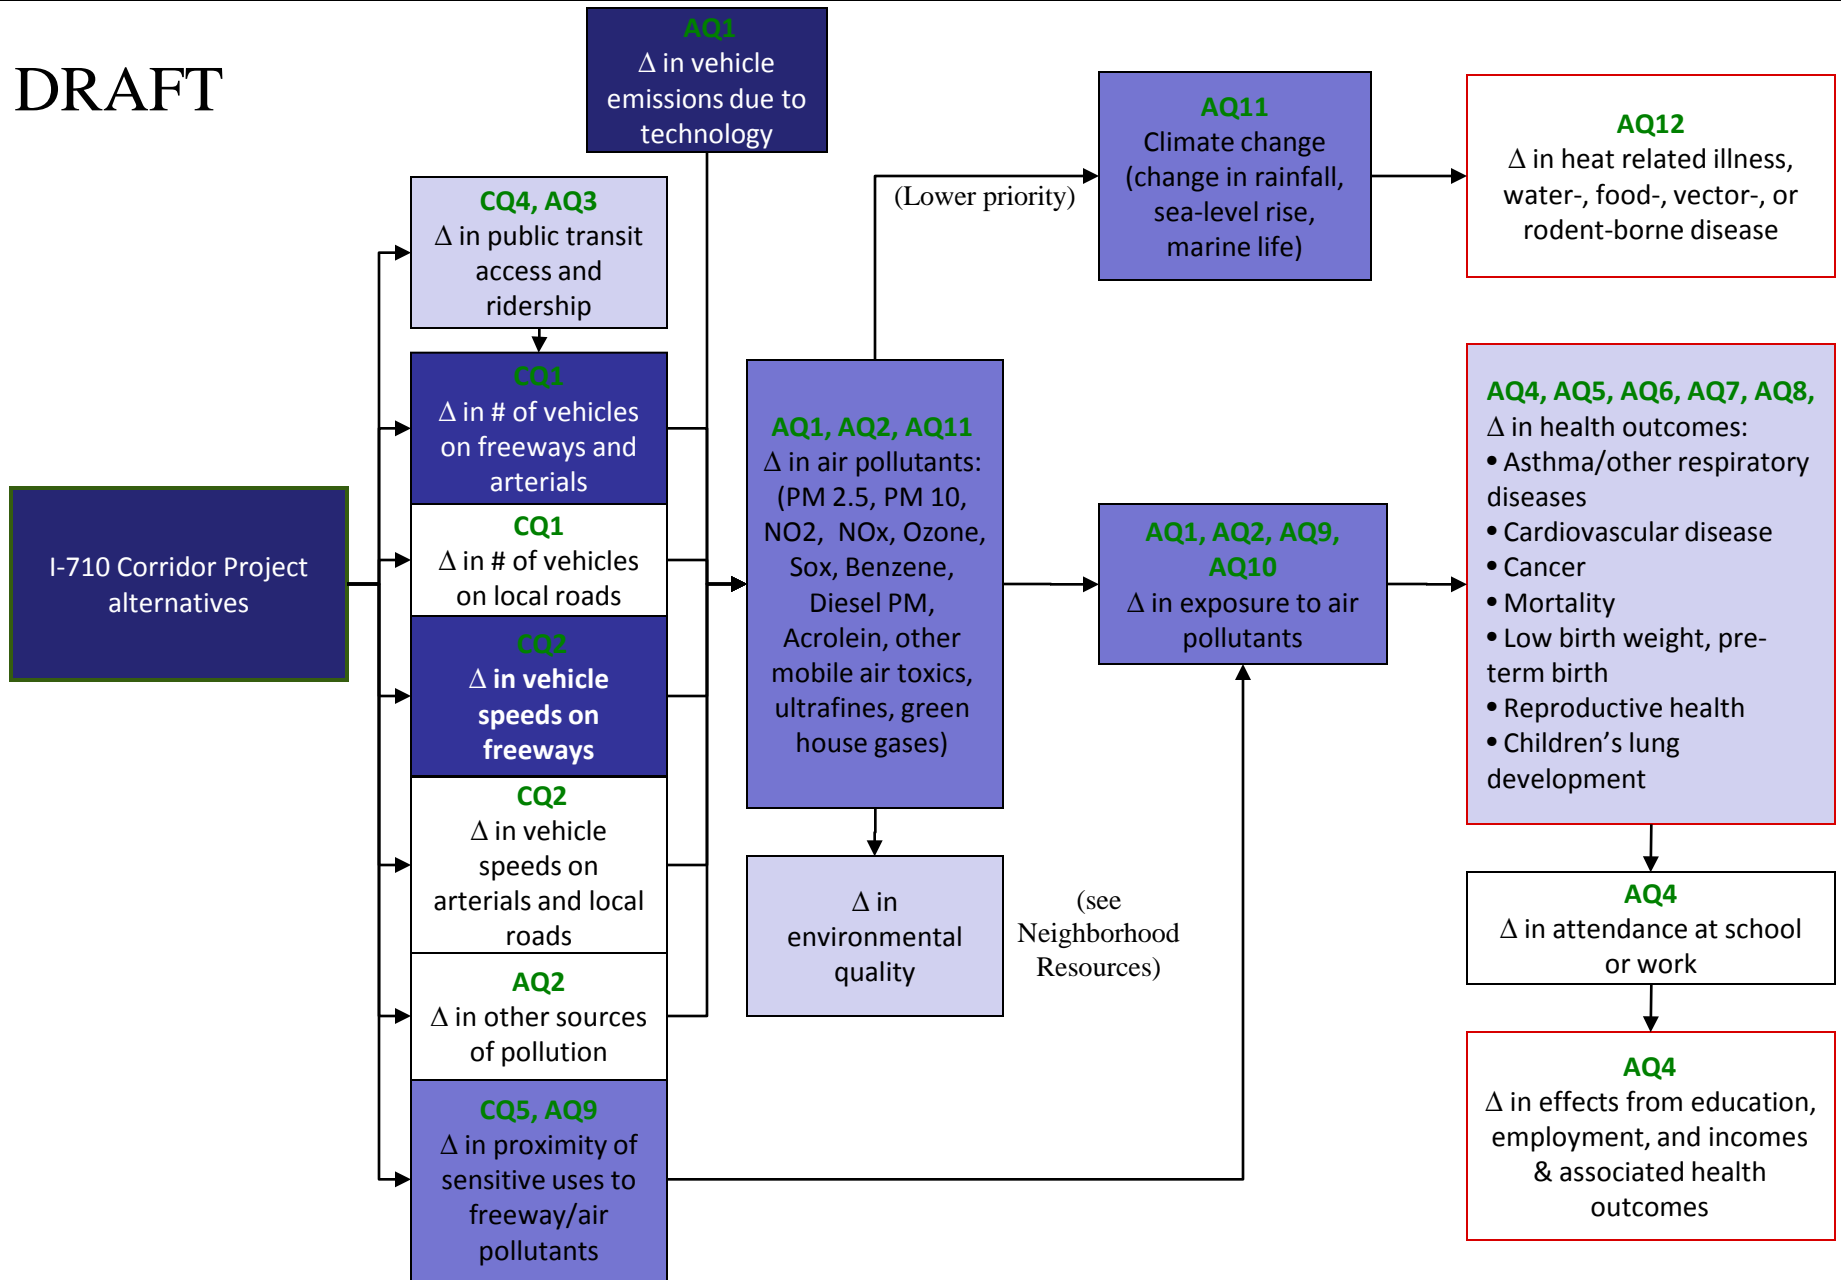 DRAFT
AQ1
Δ in vehicle
emissions due to
technology
CQ4, AQ3
Δ in public transit
access and
ridership
CQ1
Δ in # of vehicles
on freeways and
arterials
CQ1
Δ in # of vehicles
on local roads
CQ2
Δ in vehicle
speeds on
freeways
CQ2
Δ in vehicle
speeds on
arterials and local
roads
AQ2
Δ in other sources
of pollution
CQ5, AQ9
Δ in proximity of
sensitive uses to
freeway/air
pollutants
I-710 Corridor Project
alternatives
AQ1, AQ2, AQ11
Δ in air pollutants:
(PM 2.5, PM 10,
NO2, NOx, Ozone,
Sox, Benzene,
Diesel PM,
Acrolein, other
mobile air toxics,
ultrafines, green
house gases)
Δ in
environmental
quality
(see
Neighborhood
Resources)
(Lower priority)
AQ11
Climate change
(change in rainfall,
sea-level rise,
marine life)
AQ12
Δ in heat related illness,
water-, food-, vector-, or
rodent-borne disease
AQ1, AQ2, AQ9,
AQ10
Δ in exposure to air
pollutants
AQ4, AQ5, AQ6, AQ7, AQ8,
Δ in health outcomes:
• Asthma/other respiratory
diseases
• Cardiovascular disease
• Cancer
• Mortality
• Low birth weight, pre-
term birth
• Reproductive health
• Children’s lung
development
AQ4
Δ in attendance at school
or work
AQ4
Δ in effects from education,
employment, and incomes
& associated health
outcomes